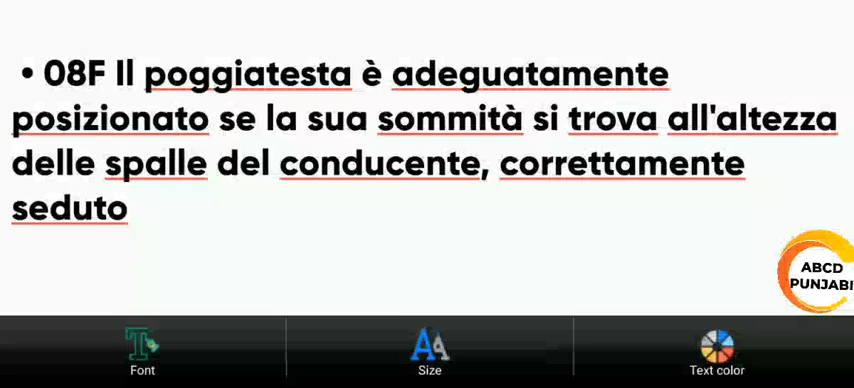 • 08F Il poggiatesta è adeguatamente
posizionato se la sua sommità si trova all'altezza
delle spalle del conducente, correttamente
seduto
ABCD
PUNJABI
Font
Size
Text color